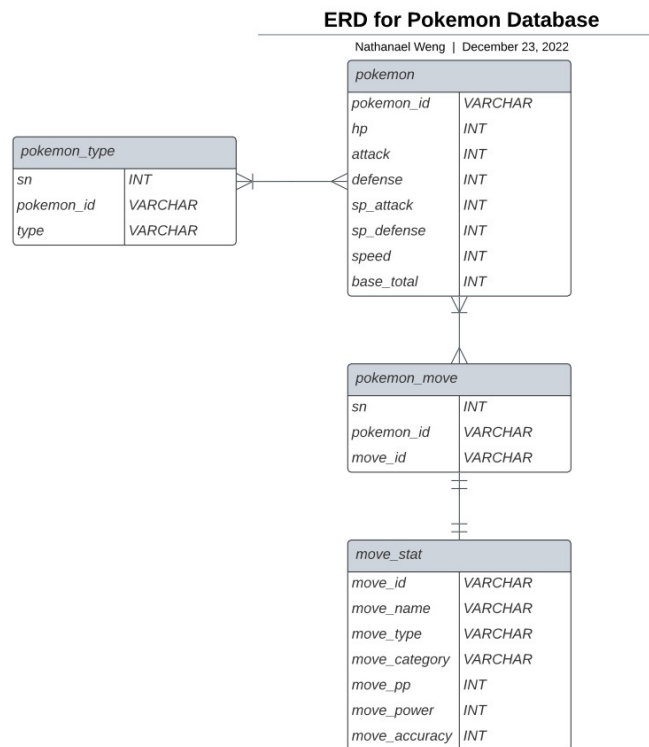 ERD for Pokemon Database
Nathanael Weng | December 23, 2022
pokemon
pokemon_id VARCHAR
hp INT
attack INT
defense INT
sp_attack INT
sp_defense INT
speed INT
base_total INT
pokemon_type
sn INT
pokemon_id VARCHAR
type VARCHAR
pokemon_move
sn INT
pokemon_id VARCHAR
move_id VARCHAR
move_stat
move_id VARCHAR
move_name VARCHAR
move_type VARCHAR
move_category VARCHAR
move_pp INT
move_power INT
move_accuracy INT